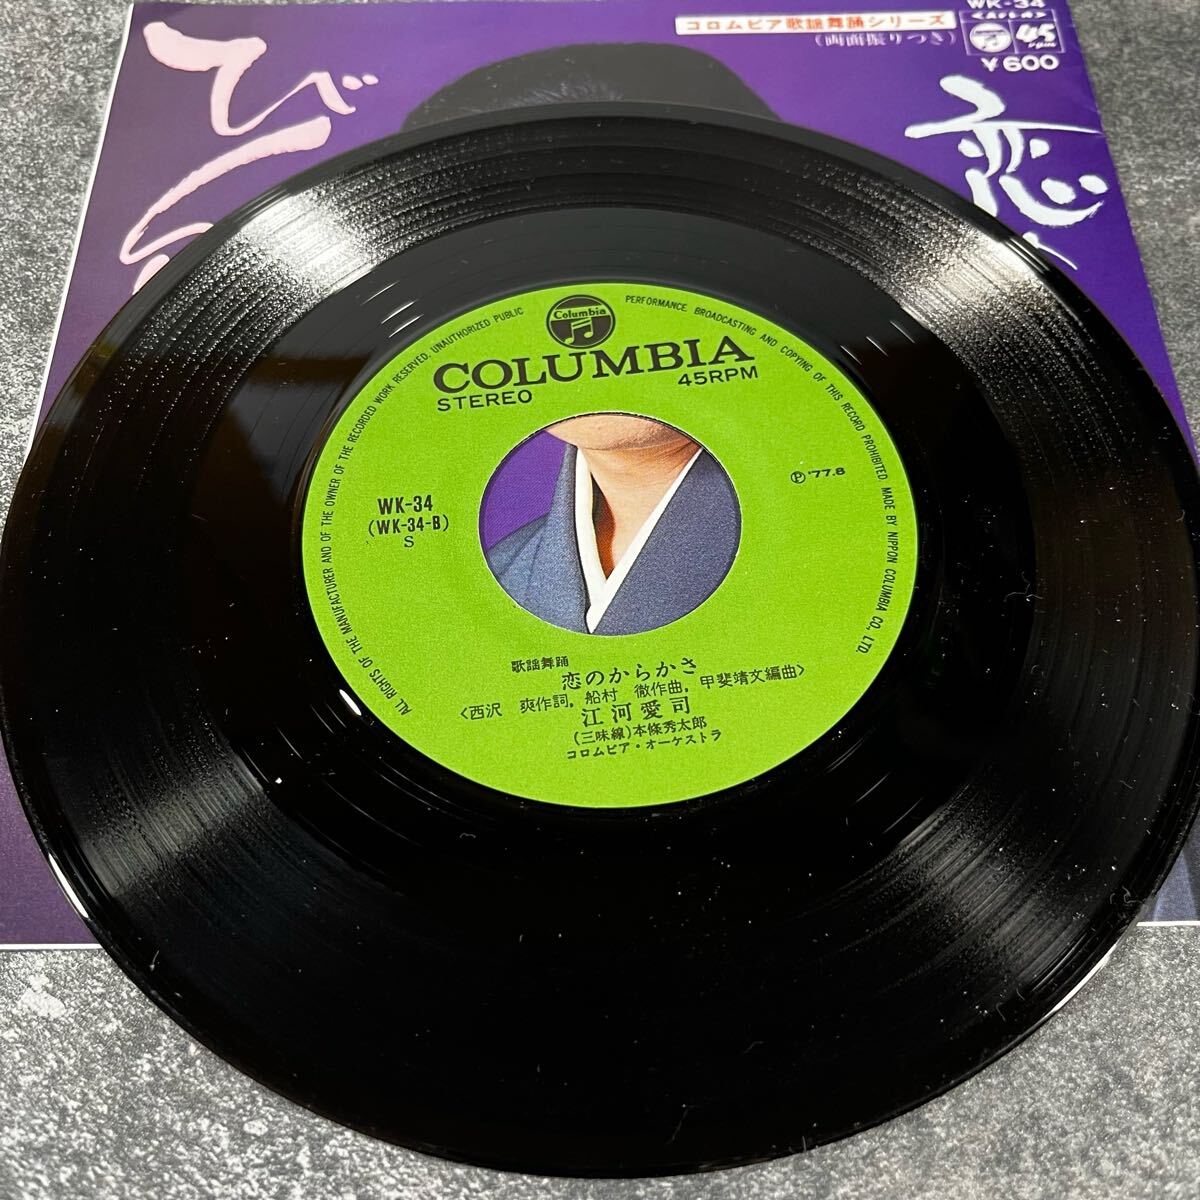 WK-34
コロムビア歌謡舞踊シリーズ
(両面振りつき)
¥600
恋
べ
Columbia
COLUMBIA
STEREO
45RPM
ALL RIGHTS OF THE MANUFACTURER AND OF THE OWNER OF THE RECORDED WORK RESERVED. UNAUTHORIZED PUBLIC PERFORMANCE. BROADCASTING AND COPYING OF THIS RECORD PROHIBITED. MADE BY NIPPON COLUMBIA CO., LTD.
WK-34
(WK-34-B)
S
Ⓟ '77.8
歌謡舞踊
恋のからかさ
<西沢 爽作詞, 船村 徹作曲, 甲斐靖文編曲>
江河愛司
(三味線)本條秀太郎
コロムビア・オーケストラ